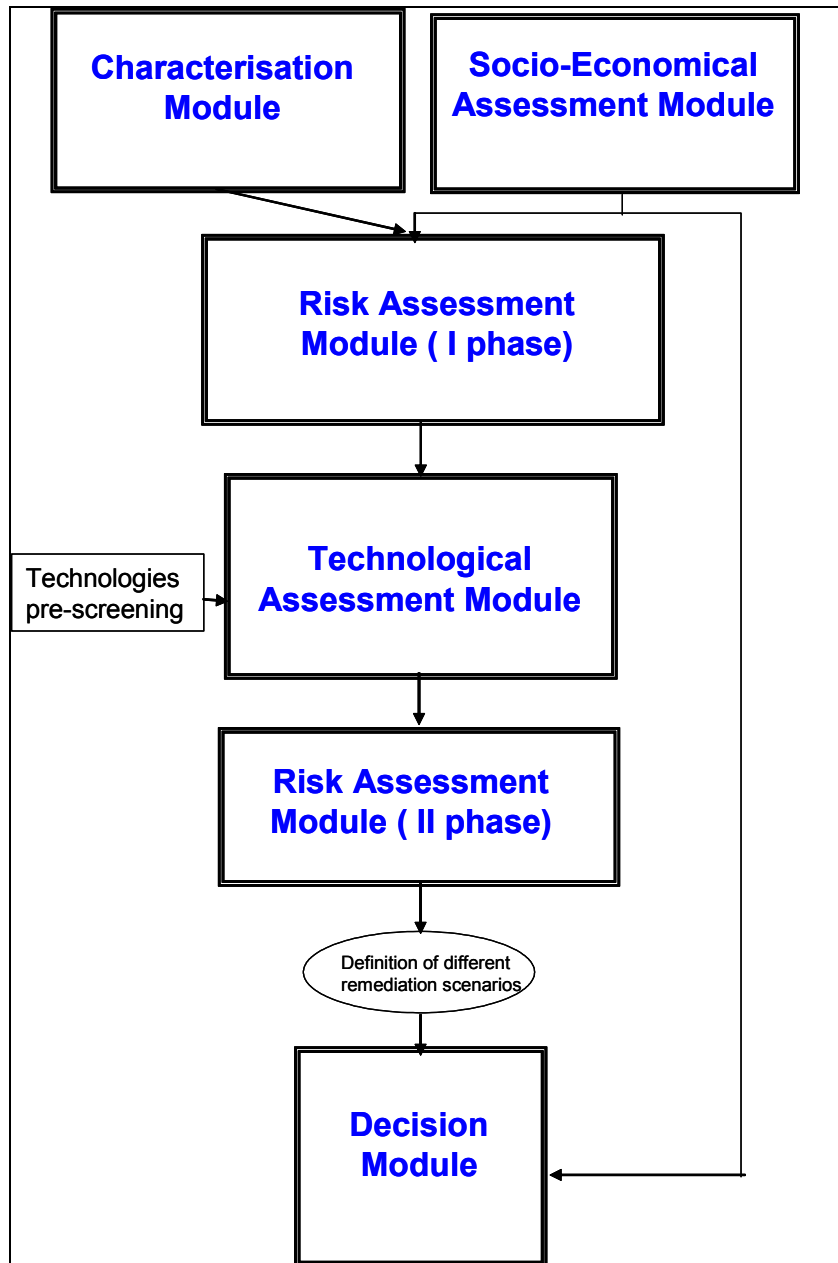 Characterisation
Module
Socio-Economical
Assessment Module
Risk Assessment
Module ( I phase)
Technological
Assessment Module
Technologies
pre-screening
Risk Assessment
Module ( II phase)
Definition of different
remediation scenarios
Decision
Module